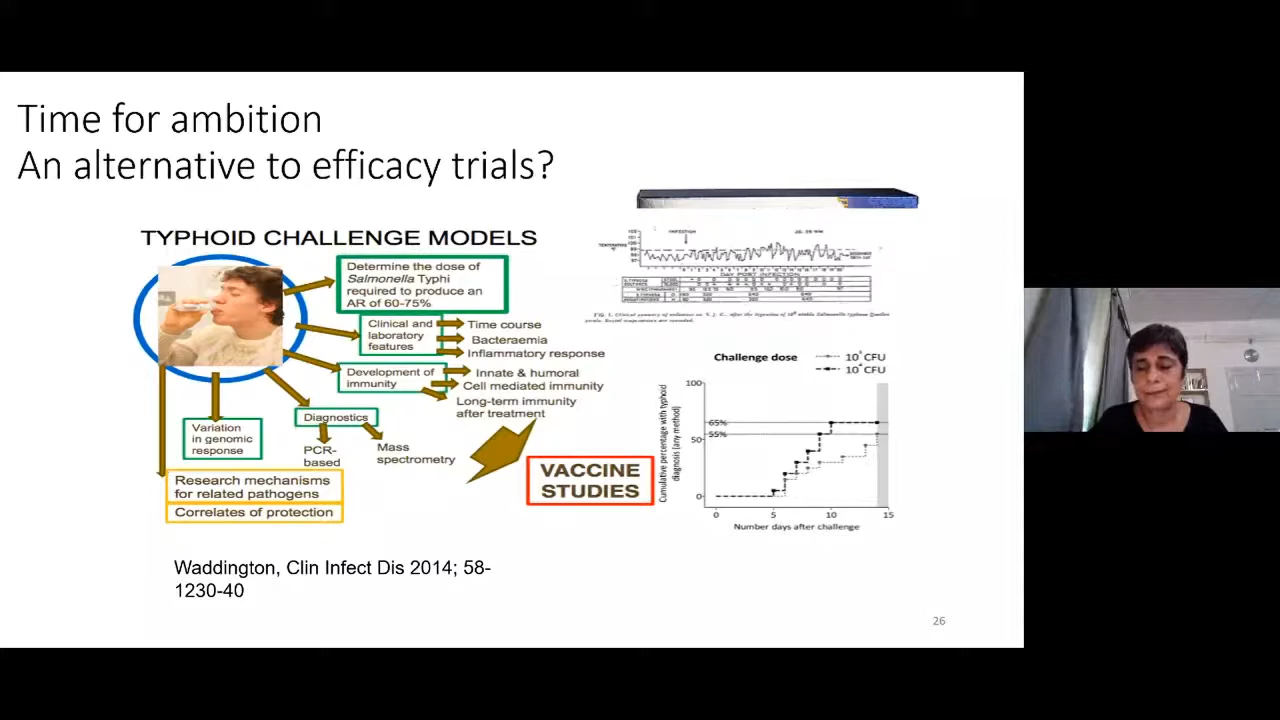 Time for ambition
An alternative to efficacy trials?
TYPHOID CHALLENGE MODELS
Determine the dose of
Salmonella Typhi
required to produce an
AR of 60-75%
Clinical and
laboratory
features
Time course
Bacteraemia
Inflammatory response
Development of
immunity
Innate & humoral
Cell mediated immunity
Long-term immunity
after treatment
Diagnostics
PCR-
based
Mass
spectrometry
Variation
in genomic
response
Research mechanisms
for related pathogens
Correlates of protection
VACCINE
STUDIES
Waddington, Clin Infect Dis 2014; 58-
1230-40
INFECTION
DAY POST INFECTION
Challenge dose
CFU
CFU
Cumulative percentage with typhoid
diagnosis (any method)
100
65%
55%
50
0
0 5 10 15
Number days after challenge
26